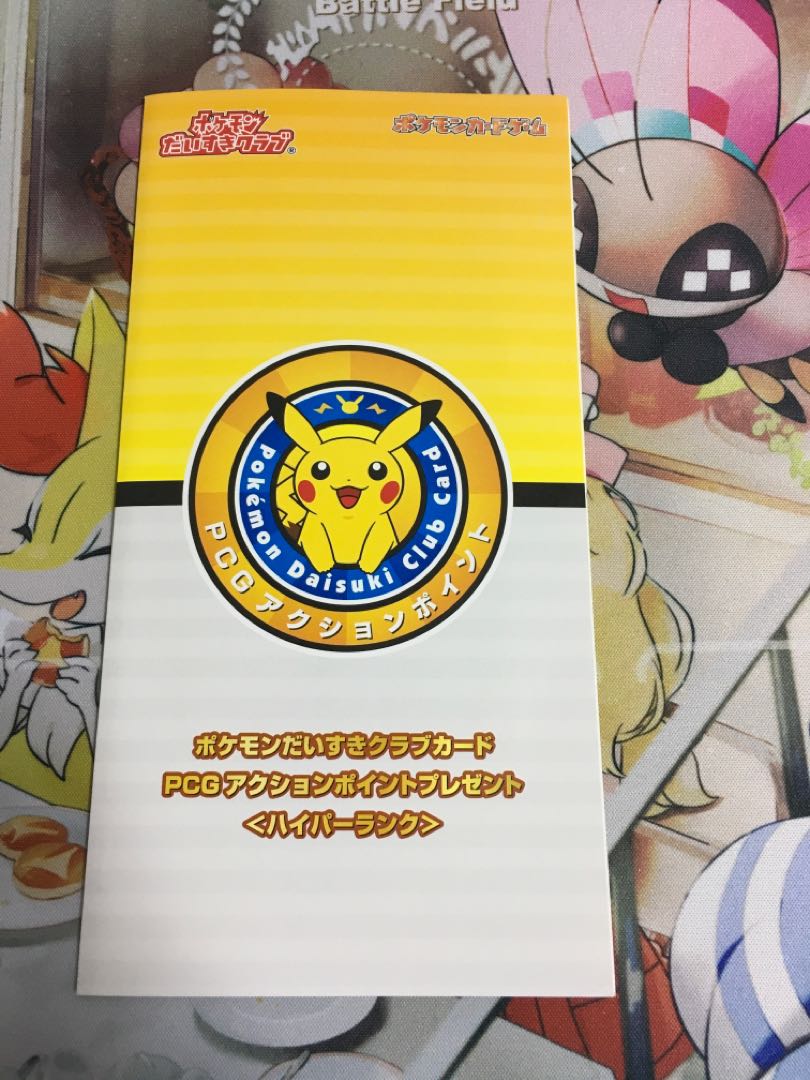 Battle Field
ポケモン
だいすきクラブ®
ポケモンカードゲーム
Pokémon Daisuki Club Card
PCGアクションポイント
ポケモンだいすきクラブカード
PCGアクションポイントプレゼント
<ハイパーランク>